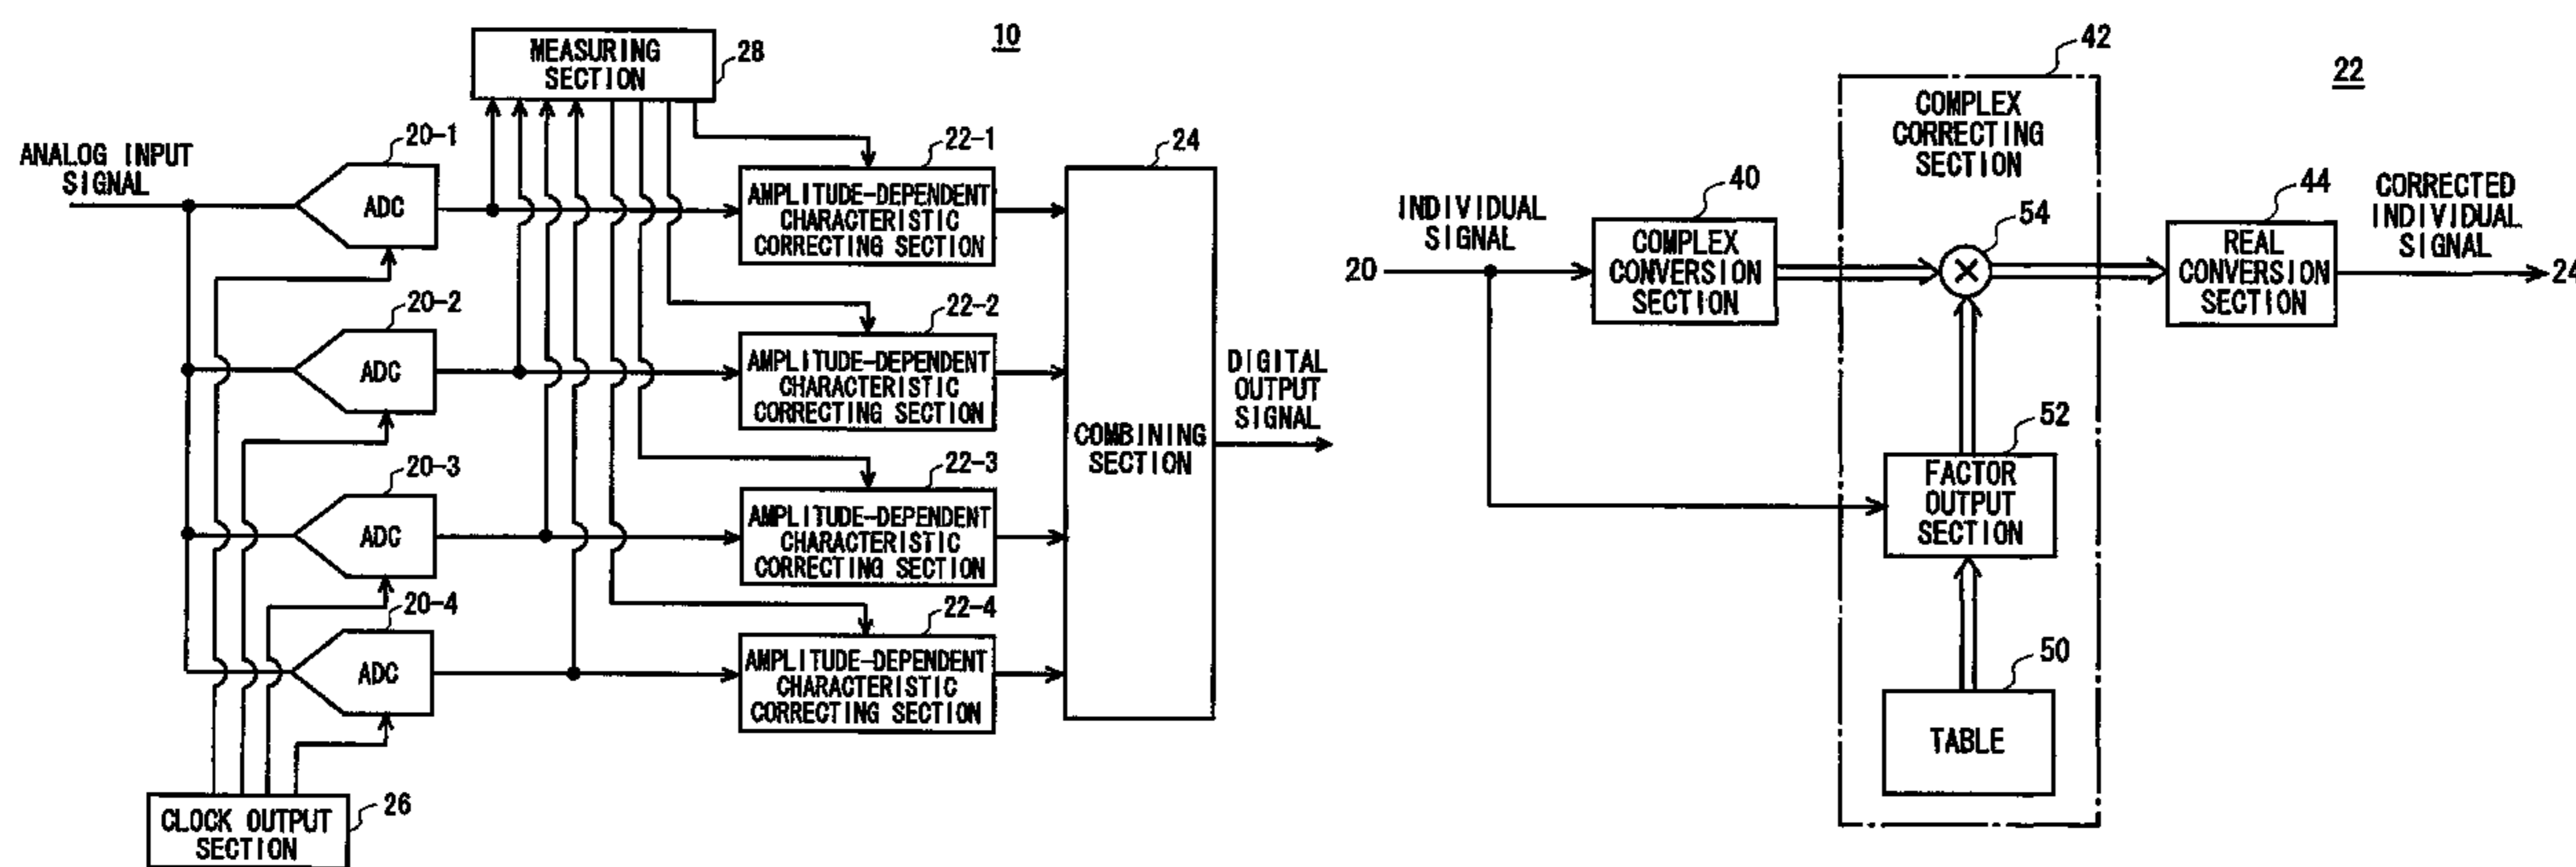 MEASURING
SECTION
28
10
ANALOG INPUT
SIGNAL
20-1
ADC
22-1
AMPLITUDE-DEPENDENT
CHARACTERISTIC
CORRECTING SECTION
24
20-2
ADC
22-2
AMPLITUDE-DEPENDENT
CHARACTERISTIC
CORRECTING SECTION
20-3
ADC
22-3
AMPLITUDE-DEPENDENT
CHARACTERISTIC
CORRECTING SECTION
20-4
ADC
22-4
AMPLITUDE-DEPENDENT
CHARACTERISTIC
CORRECTING SECTION
COMBINING
SECTION
DIGITAL
OUTPUT
SIGNAL
CLOCK OUTPUT
SECTION
26
42
22
COMPLEX
CORRECTING
SECTION
INDIVIDUAL
SIGNAL
20
40
COMPLEX
CONVERSION
SECTION
54
×
44
REAL
CONVERSION
SECTION
CORRECTED
INDIVIDUAL
SIGNAL
24
52
FACTOR
OUTPUT
SECTION
50
TABLE